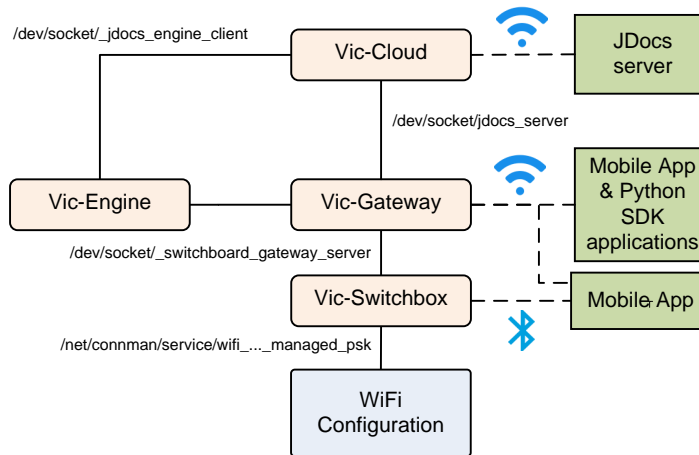 /dev/socket/_jdocs_engine_client
Vic-Cloud
JDocs
server
/dev/socket/jdocs_server
Vic-Engine
Vic-Gateway
Mobile App
& Python
SDK
applications
/dev/socket/_switchboard_gateway_server
Vic-Switchbox
Mobile App
/net/connman/service/wifi_..._managed_psk
WiFi
Configuration